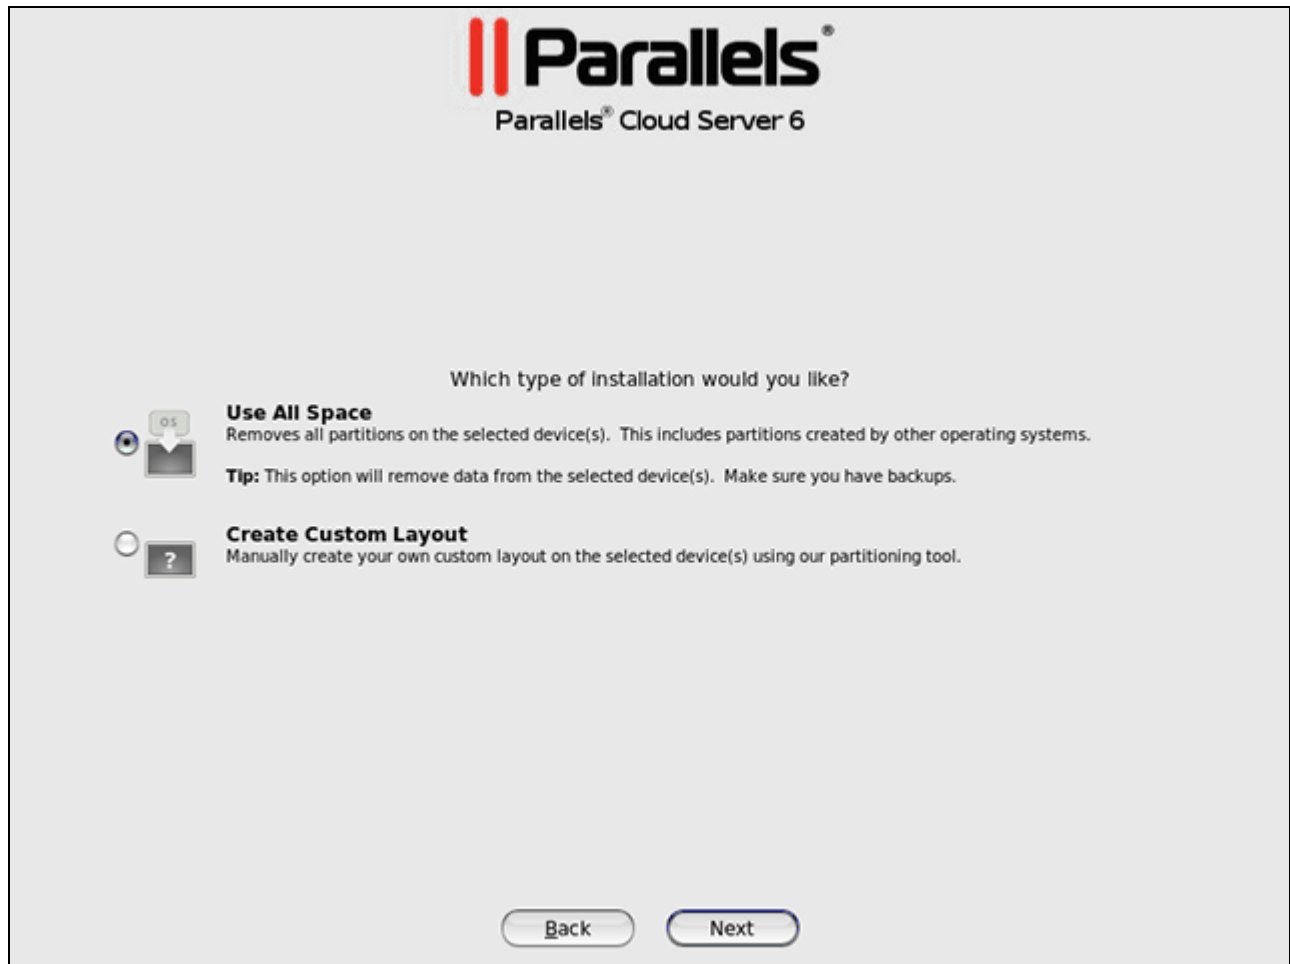 Parallels®
Parallels® Cloud Server 6
Which type of installation would you like?
OS
Use All Space
Removes all partitions on the selected device(s).  This includes partitions created by other operating systems.
Tip: This option will remove data from the selected device(s).  Make sure you have backups.
Create Custom Layout
?
Manually create your own custom layout on the selected device(s) using our partitioning tool.
Back
Next